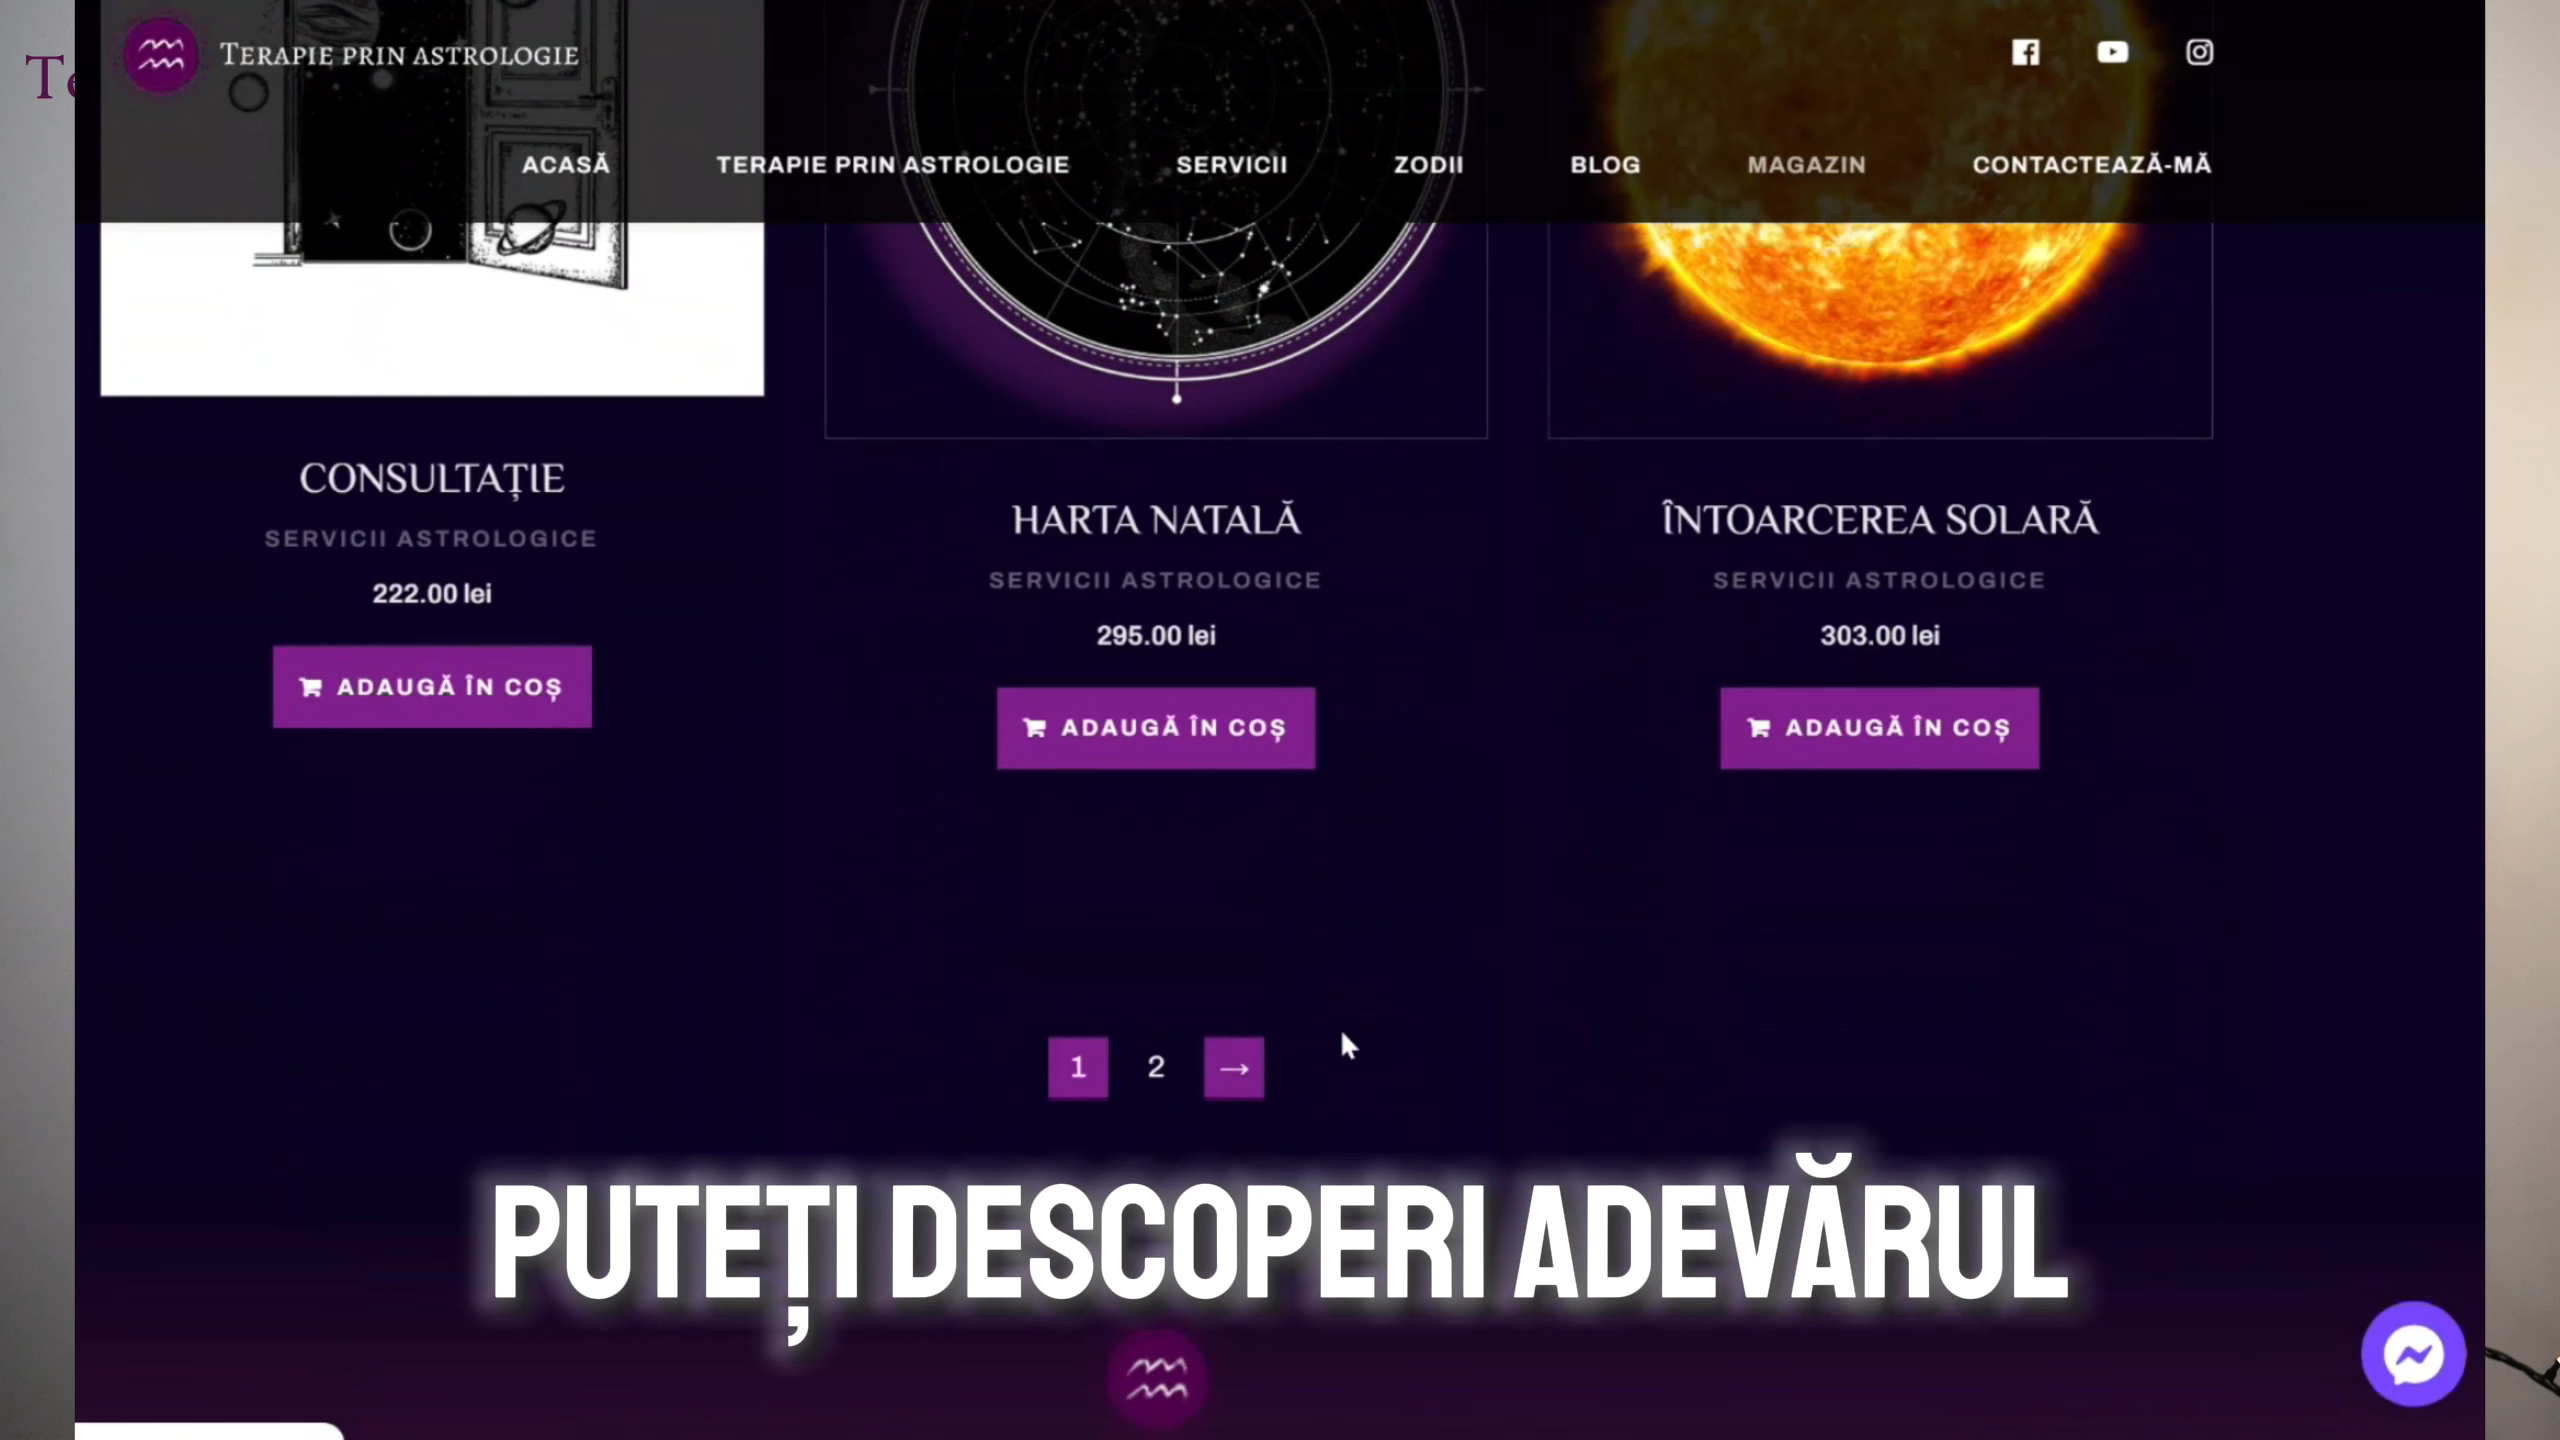 Te
TERAPIE PRIN ASTROLOGIE
ACASĂ TERAPIE PRIN ASTROLOGIE SERVICII ZODII BLOG MAGAZIN CONTACTEAZĂ-MĂ
CONSULTAȚIE
SERVICII ASTROLOGICE
222.00 lei
ADAUGĂ ÎN COȘ
HARTA NATALĂ
SERVICII ASTROLOGICE
295.00 lei
ADAUGĂ ÎN COȘ
ÎNTOARCEREA SOLARĂ
SERVICII ASTROLOGICE
303.00 lei
ADAUGĂ ÎN COȘ
1 2 →
PUTEȚI DESCOPERI ADEVĂRUL